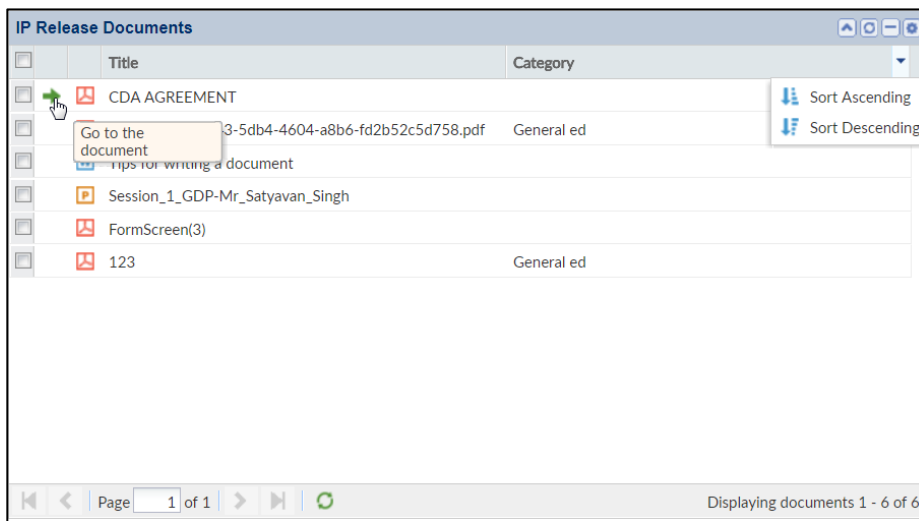 IP Release Documents
Title Category
CDA AGREEMENT Sort Ascending
3-5db4-4604-a8b6-fd2b52c5d758.pdf General ed Sort Descending
Go to the
document
Tips for writing a document
Session_1_GDP-Mr_Satyavan_Singh
FormScreen(3)
123 General ed
Page 1 of 1 Displaying documents 1 - 6 of 6